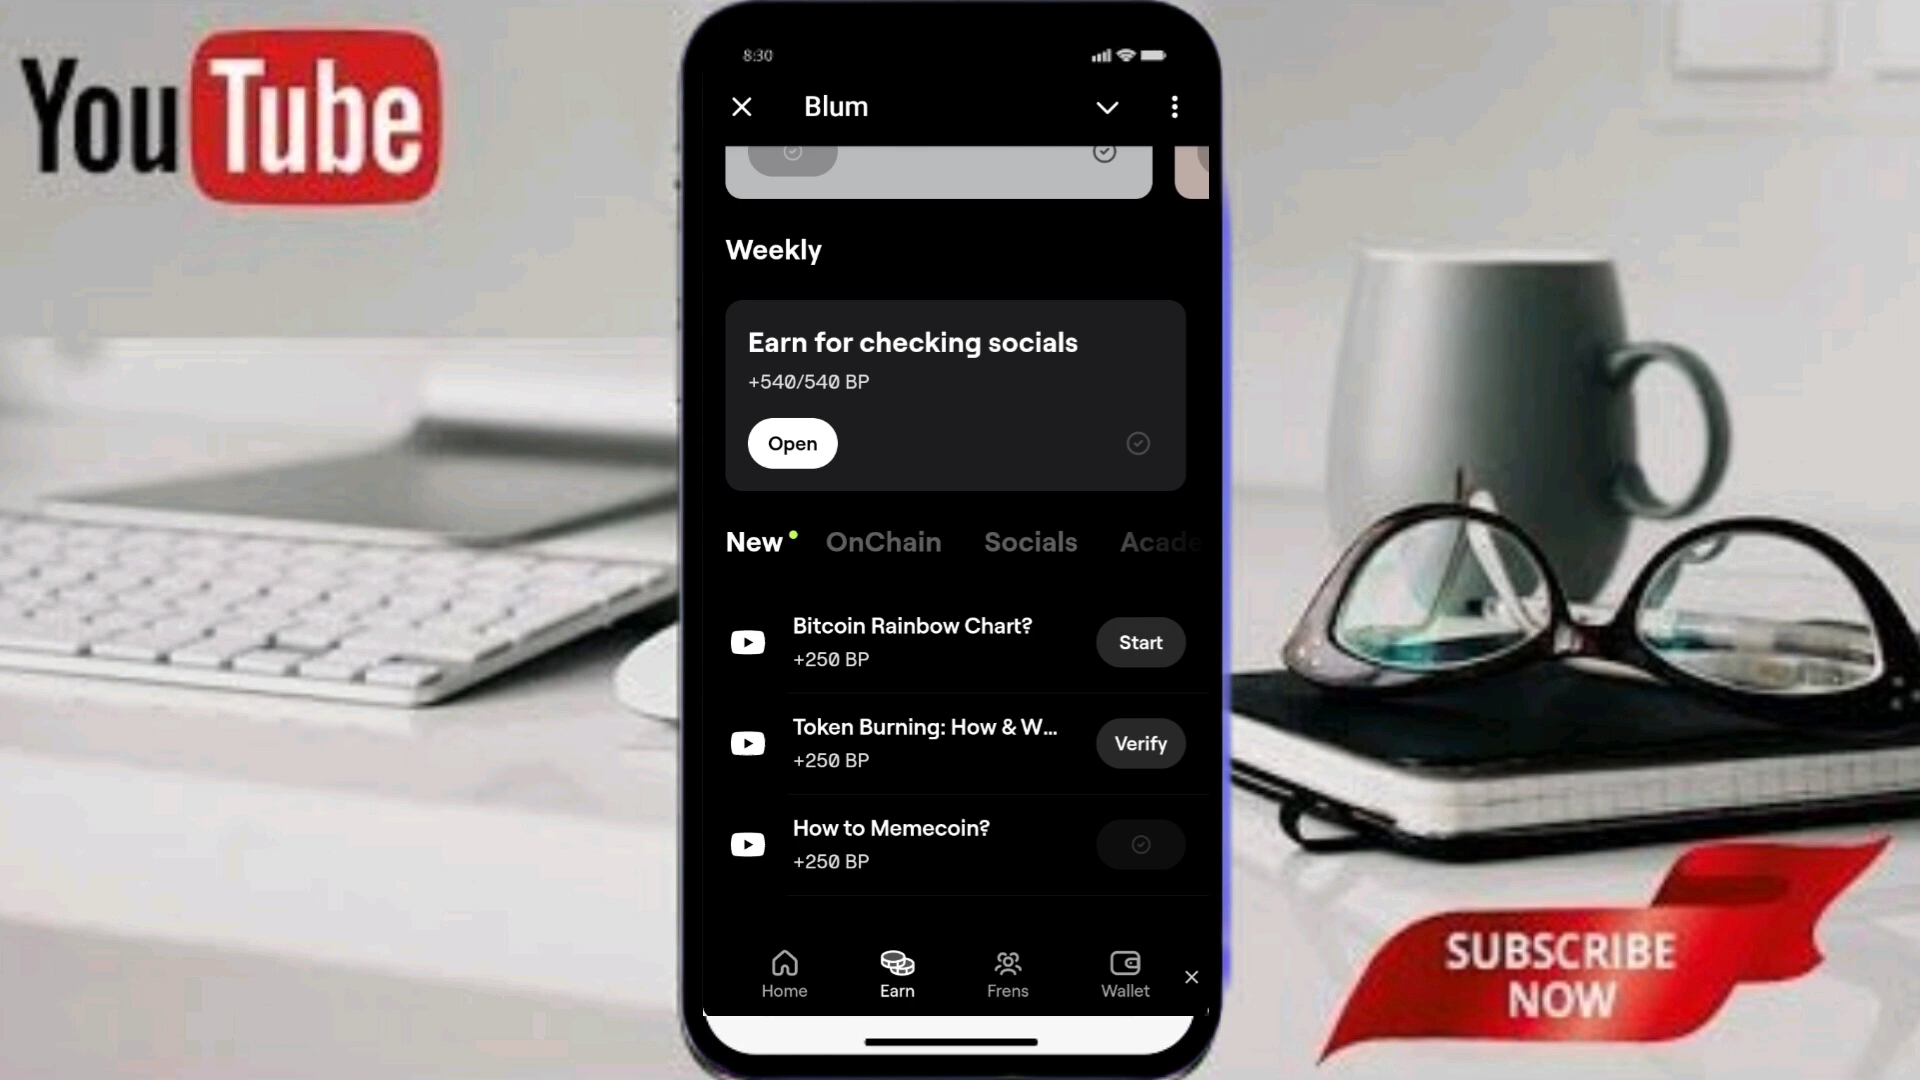 YouTube
8:30
Blum
Weekly
Earn for checking socials
+540/540 BP
Open
New OnChain Socials Acade
Bitcoin Rainbow Chart?
+250 BP
Start
Token Burning: How & W...
+250 BP
Verify
How to Memecoin?
+250 BP
Home Earn Frens Wallet
SUBSCRIBE
NOW